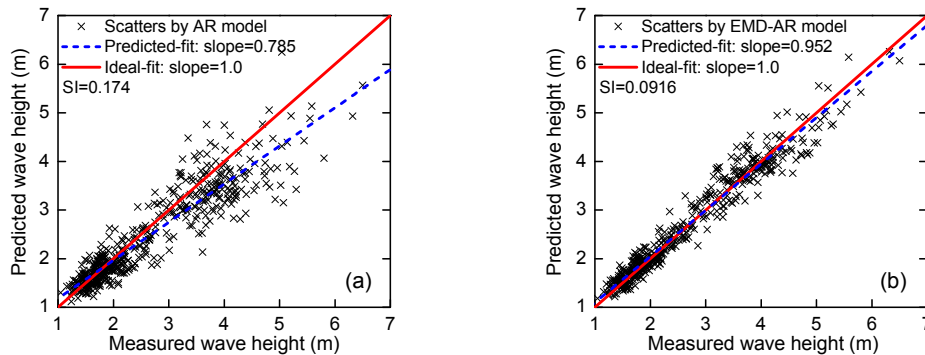 7
6
5
4
3
2
1
Predicted wave height (m)
Scatters by AR model
Predicted-fit: slope=0.785
Ideal-fit: slope=1.0
SI=0.174
(a)
1 2 3 4 5 6 7
Measured wave height (m)
7
6
5
4
3
2
1
Predicted wave height (m)
Scatters by EMD-AR model
Predicted-fit: slope=0.952
Ideal-fit: slope=1.0
SI=0.0916
(b)
1 2 3 4 5 6 7
Measured wave height (m)